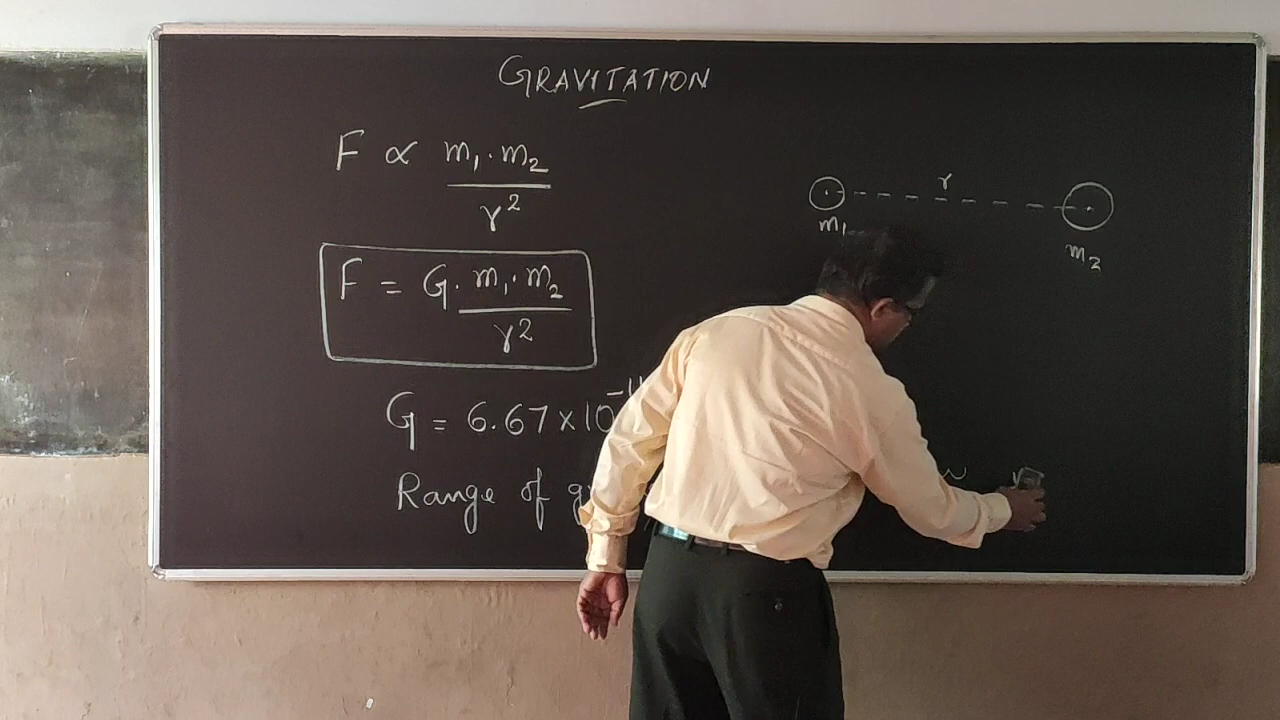 GRAVITATION
F ∝ m₁.m₂
r²
r
m₁
m₂
F = G. m₁.m₂
r²
G = 6.67 × 10⁻¹¹
Range of